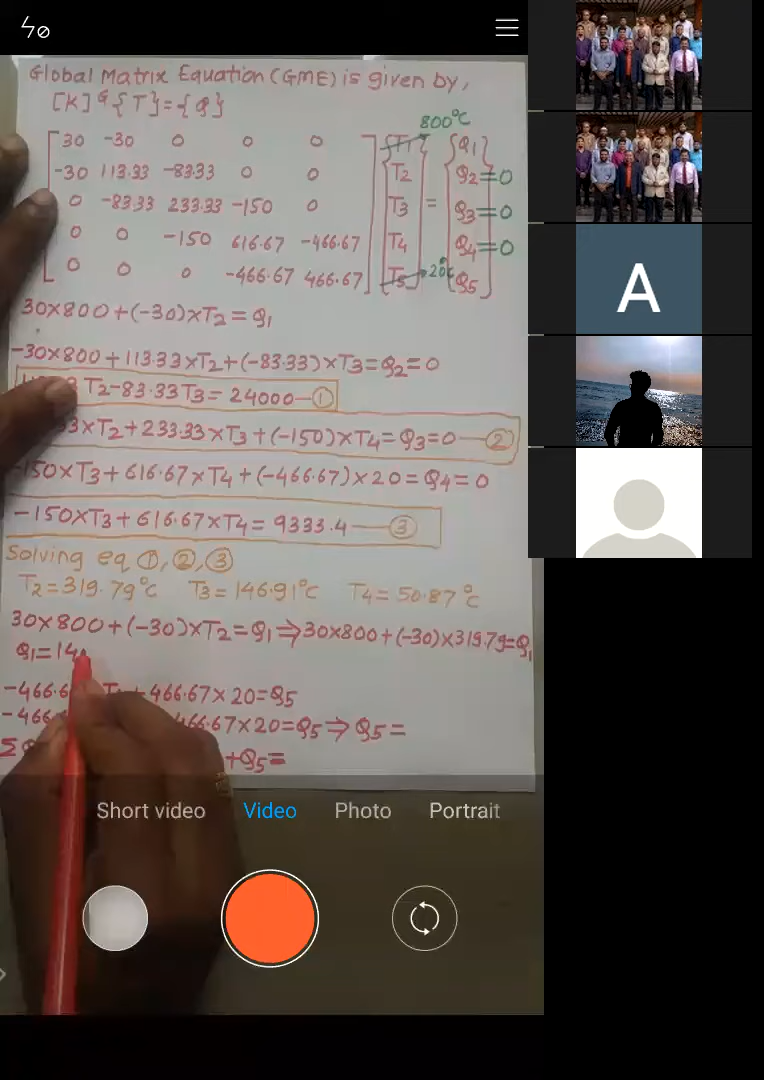 Global Matrix Equation (GME) is given by,
[K]ᴳ{T}={Q}
800°C
30 -30 0 0 0 T1 Q1
-30 113.33 -83.33 0 0 T2 Q2=0
0 -83.33 233.33 -150 0 T3 = Q3=0
0 0 -150 616.67 -466.67 T4 Q4=0
0 0 0 -466.67 466.67 T5 20°C Q5
30×800+(-30)×T2=Q1
-30×800+113.33×T2+(-83.33)×T3=Q2=0
T2-83.33T3=24000—①
33×T2+233.33×T3+(-150)×T4=Q3=0—②
-150×T3+616.67×T4+(-466.67)×20=Q4=0
-150×T3+616.67×T4=9333.4—③
Solving eq ①,②,③
T2=319.79°C T3=146.91°C T4=50.87°C
30×800+(-30)×T2=Q1⇒30×800+(-30)×319.79=Q1
Q1=14
-466.6 +466.67×20=Q5
-466. 466.67×20=Q5⇒Q5=
Σ +Q5=
Short video Video Photo Portrait
A